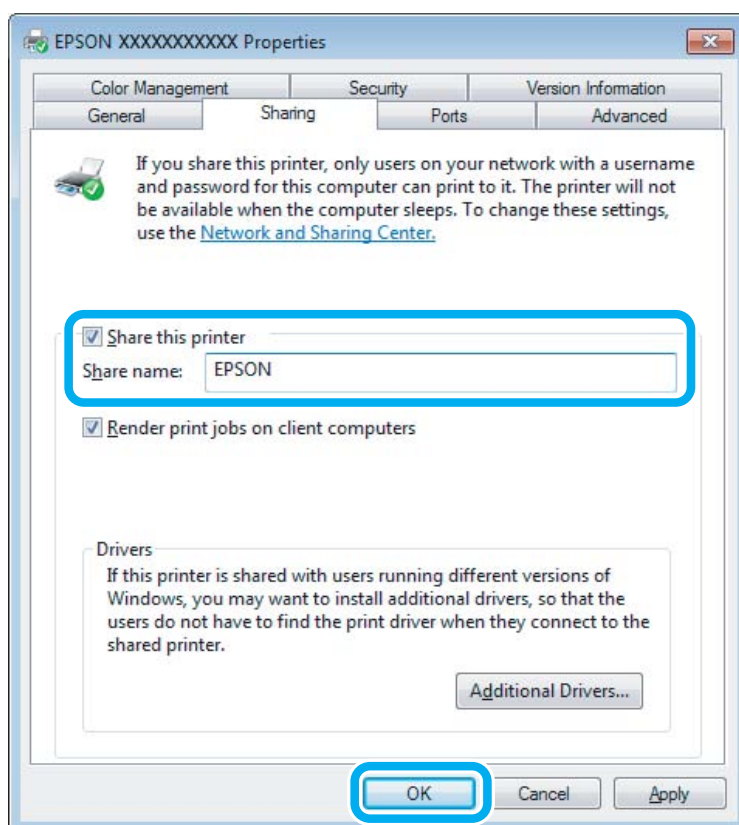 EPSON XXXXXXXXXXX Properties
Color Management Security Version Information
General Sharing Ports Advanced
If you share this printer, only users on your network with a username
and password for this computer can print to it. The printer will not
be available when the computer sleeps. To change these settings,
use the Network and Sharing Center.
Share this printer
Share name: EPSON
Render print jobs on client computers
Drivers
If this printer is shared with users running different versions of
Windows, you may want to install additional drivers, so that the
users do not have to find the print driver when they connect to the
shared printer.
Additional Drivers...
OK Cancel Apply